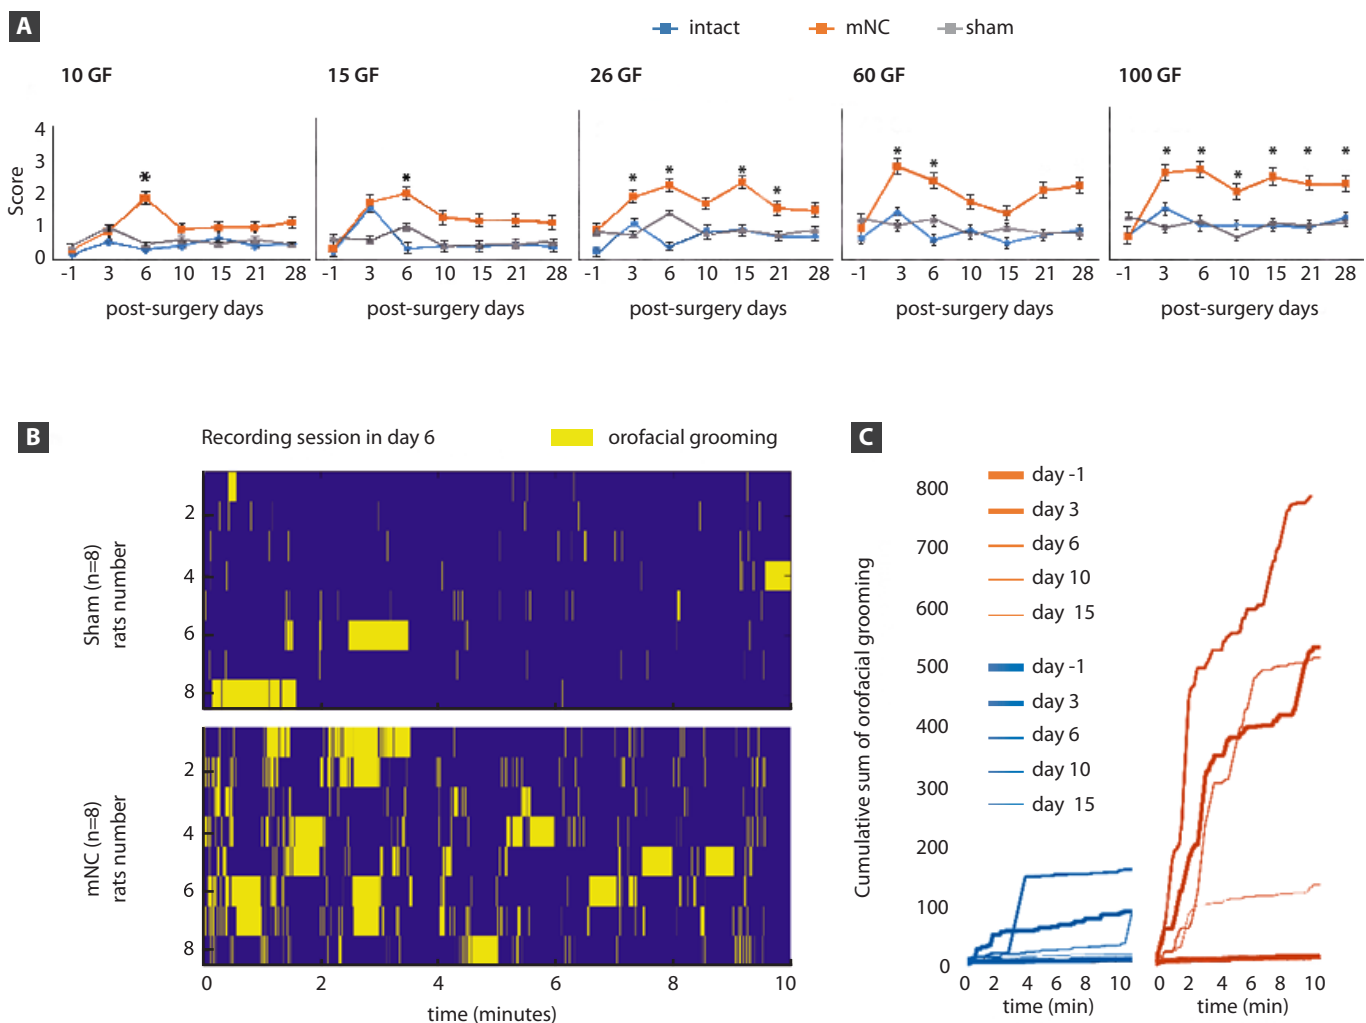 A
intact mNC sham
10 GF 15 GF 26 GF 60 GF 100 GF
Score
4
3
2
1
0
* * * * * * * * * * * * * *
-1 3 6 10 15 21 28
-1 3 6 10 15 21 28
-1 3 6 10 15 21 28
-1 3 6 10 15 21 28
-1 3 6 10 15 21 28
post-surgery days post-surgery days post-surgery days post-surgery days post-surgery days
B
Recording session in day 6 orofacial grooming
Sham (n=8)
rats number
2
4
6
8
mNC (n=8)
rats number
2
4
6
8
0 2 4 6 8 10
time (minutes)
C
Cumulative sum of orofacial grooming
800
700
600
500
400
300
200
100
0
day -1
day 3
day 6
day 10
day 15
day -1
day 3
day 6
day 10
day 15
0 2 4 6 8 10 0 2 4 6 8 10
time (min) time (min)